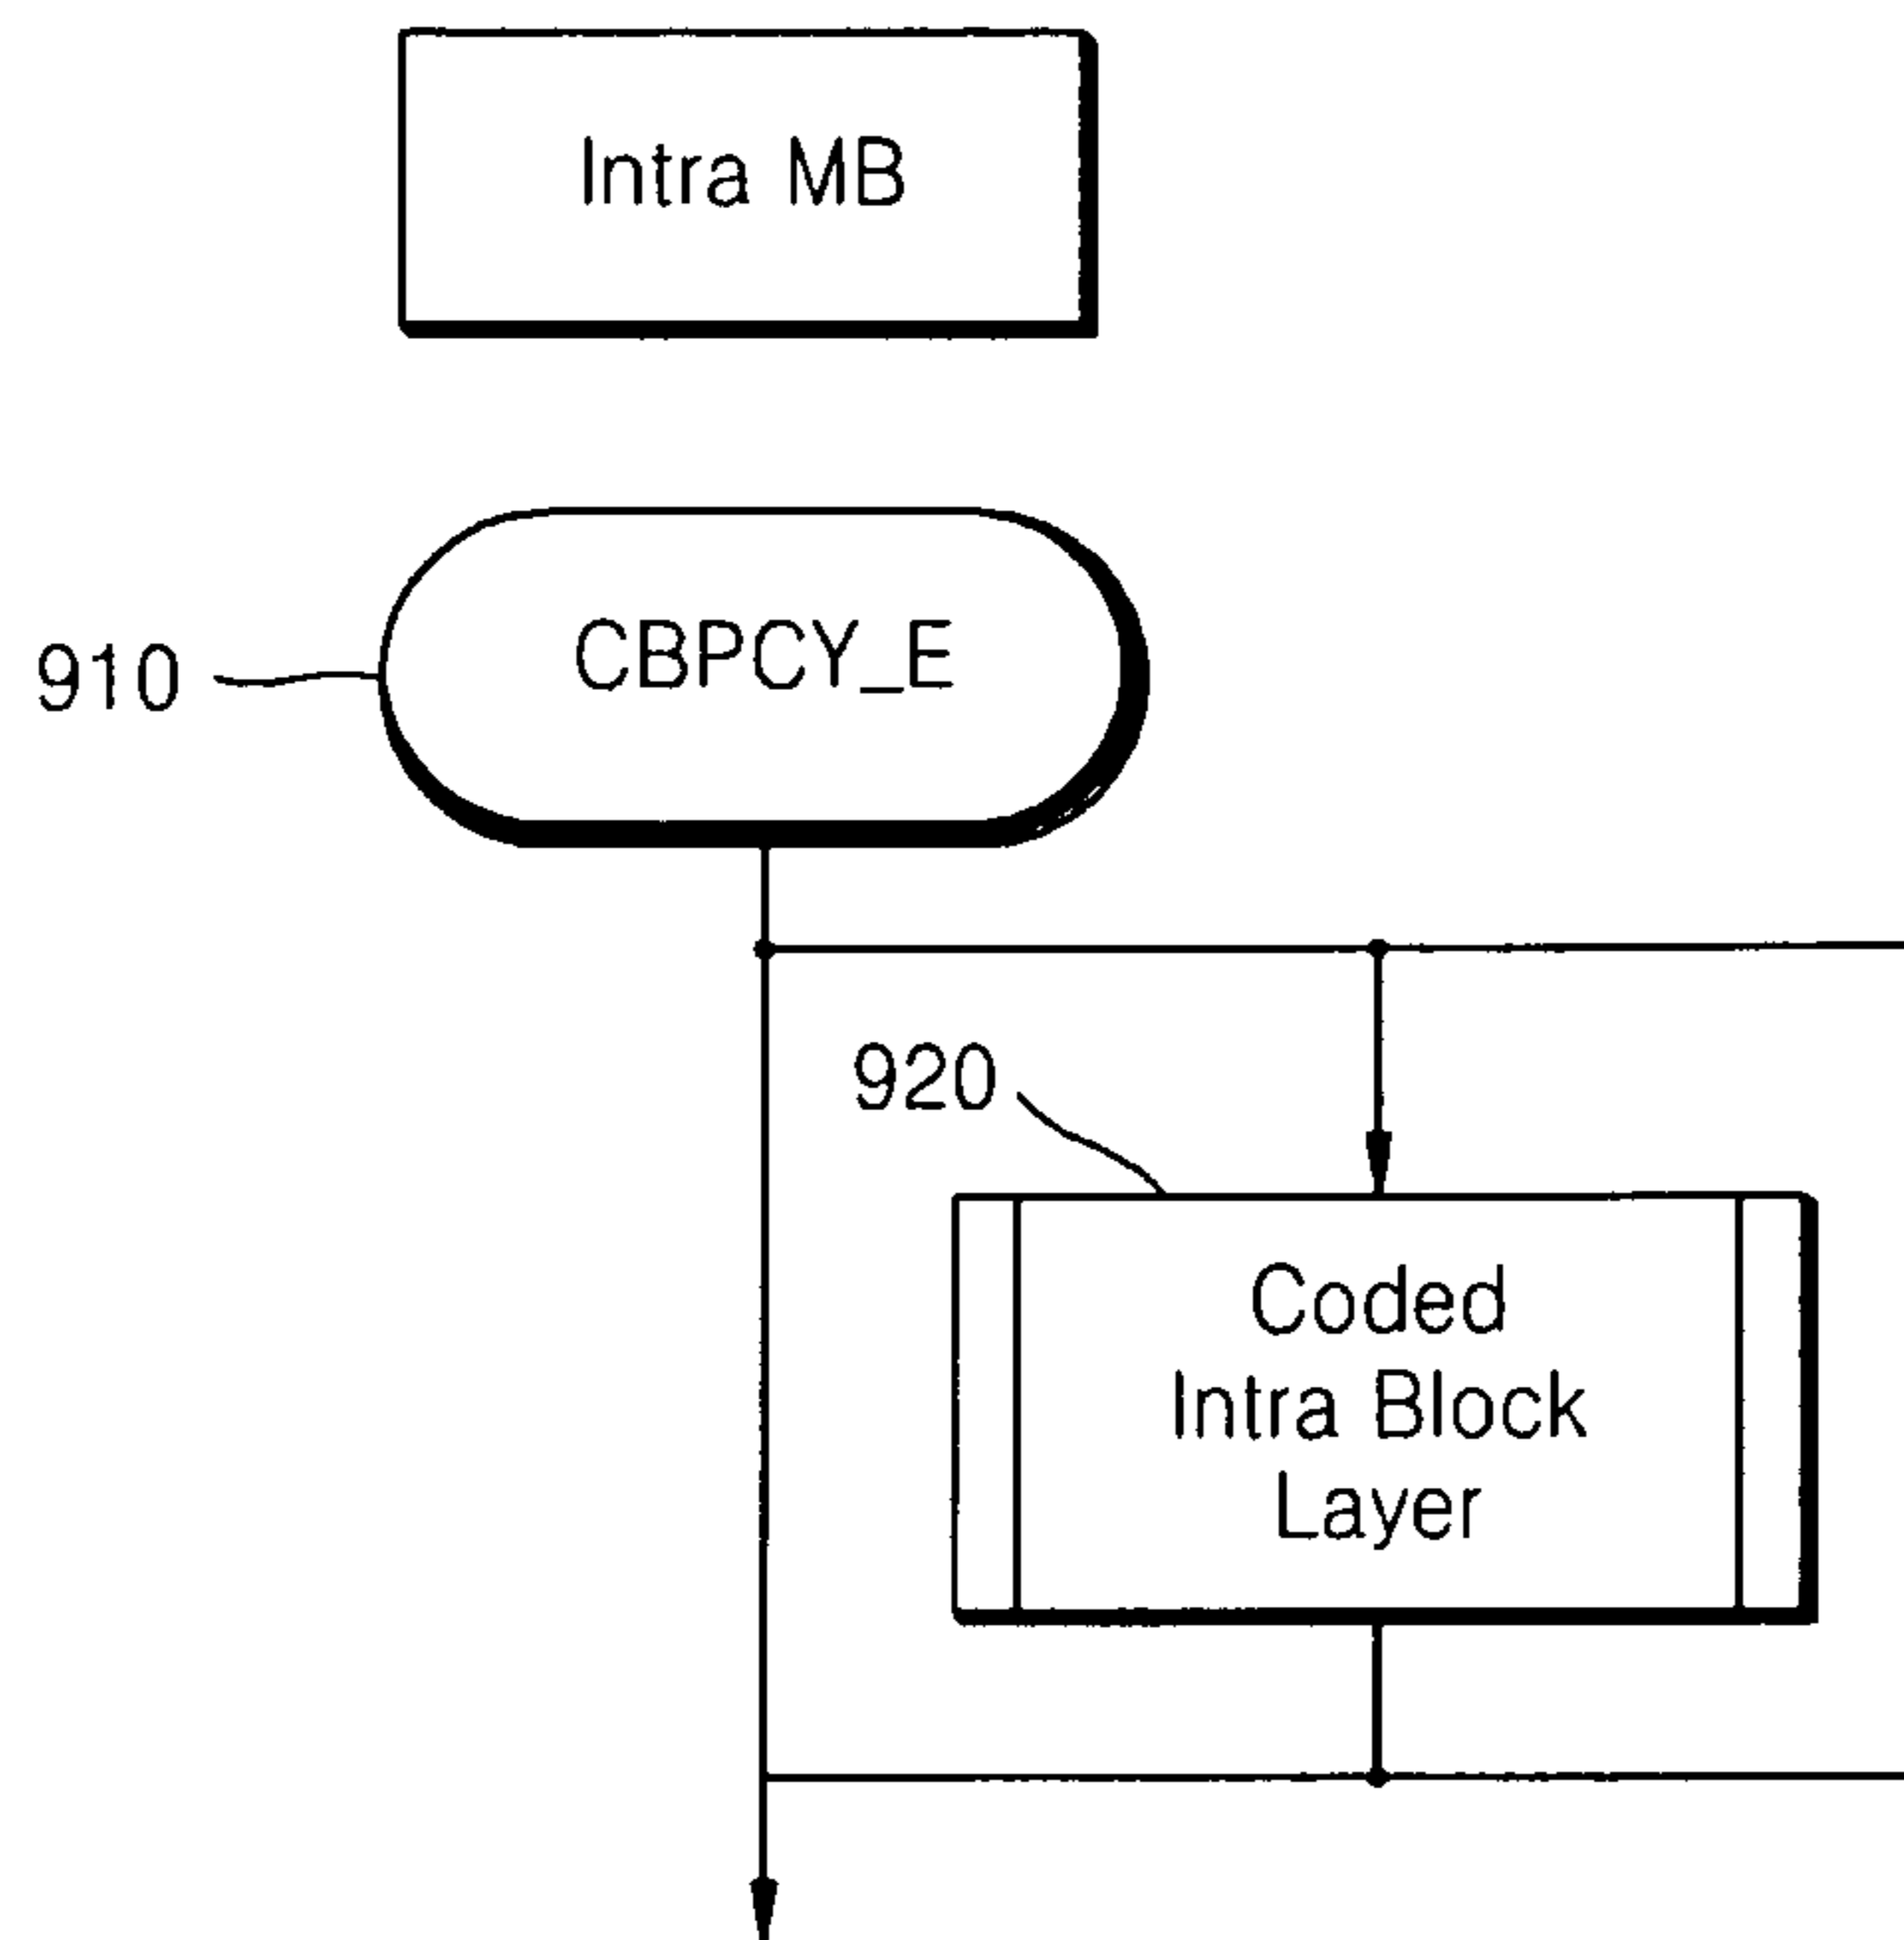 Intra MB
910
CBPCY_E
920
Coded
Intra Block
Layer